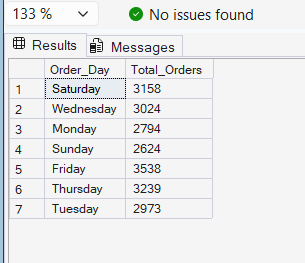 133 % No issues found
Results Messages
Order_Day Total_Orders
1 Saturday 3158
2 Wednesday 3024
3 Monday 2794
4 Sunday 2624
5 Friday 3538
6 Thursday 3239
7 Tuesday 2973